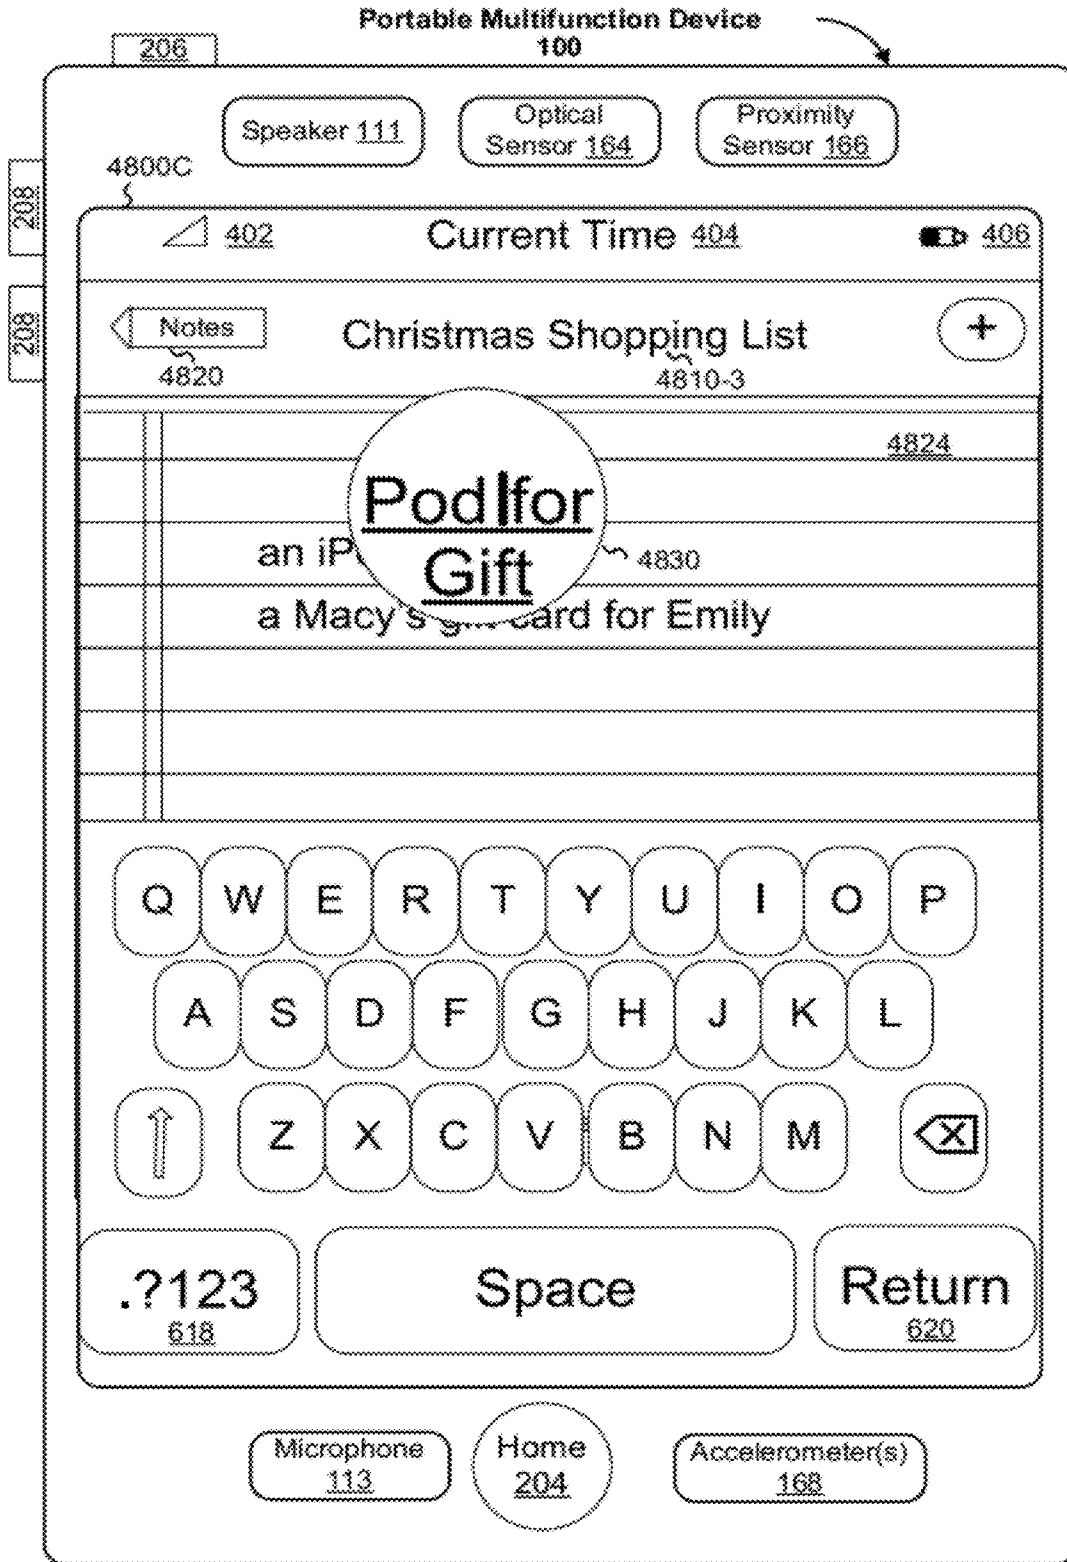 Portable Multifunction Device
100
206
Speaker 111
Optical
Sensor 164
Proximity
Sensor 166
208
4800C
402
Current Time 404
406
208
Notes
Christmas Shopping List
+
4820
4810-3
4824
Pod for
Gift
an iP
4830
a Macy's gift card for Emily
Q W E R T Y U I O P
A S D F G H J K L
Z X C V B N M
X
.?123
618
Space
Return
620
Microphone
113
Home
204
Accelerometer(s)
168